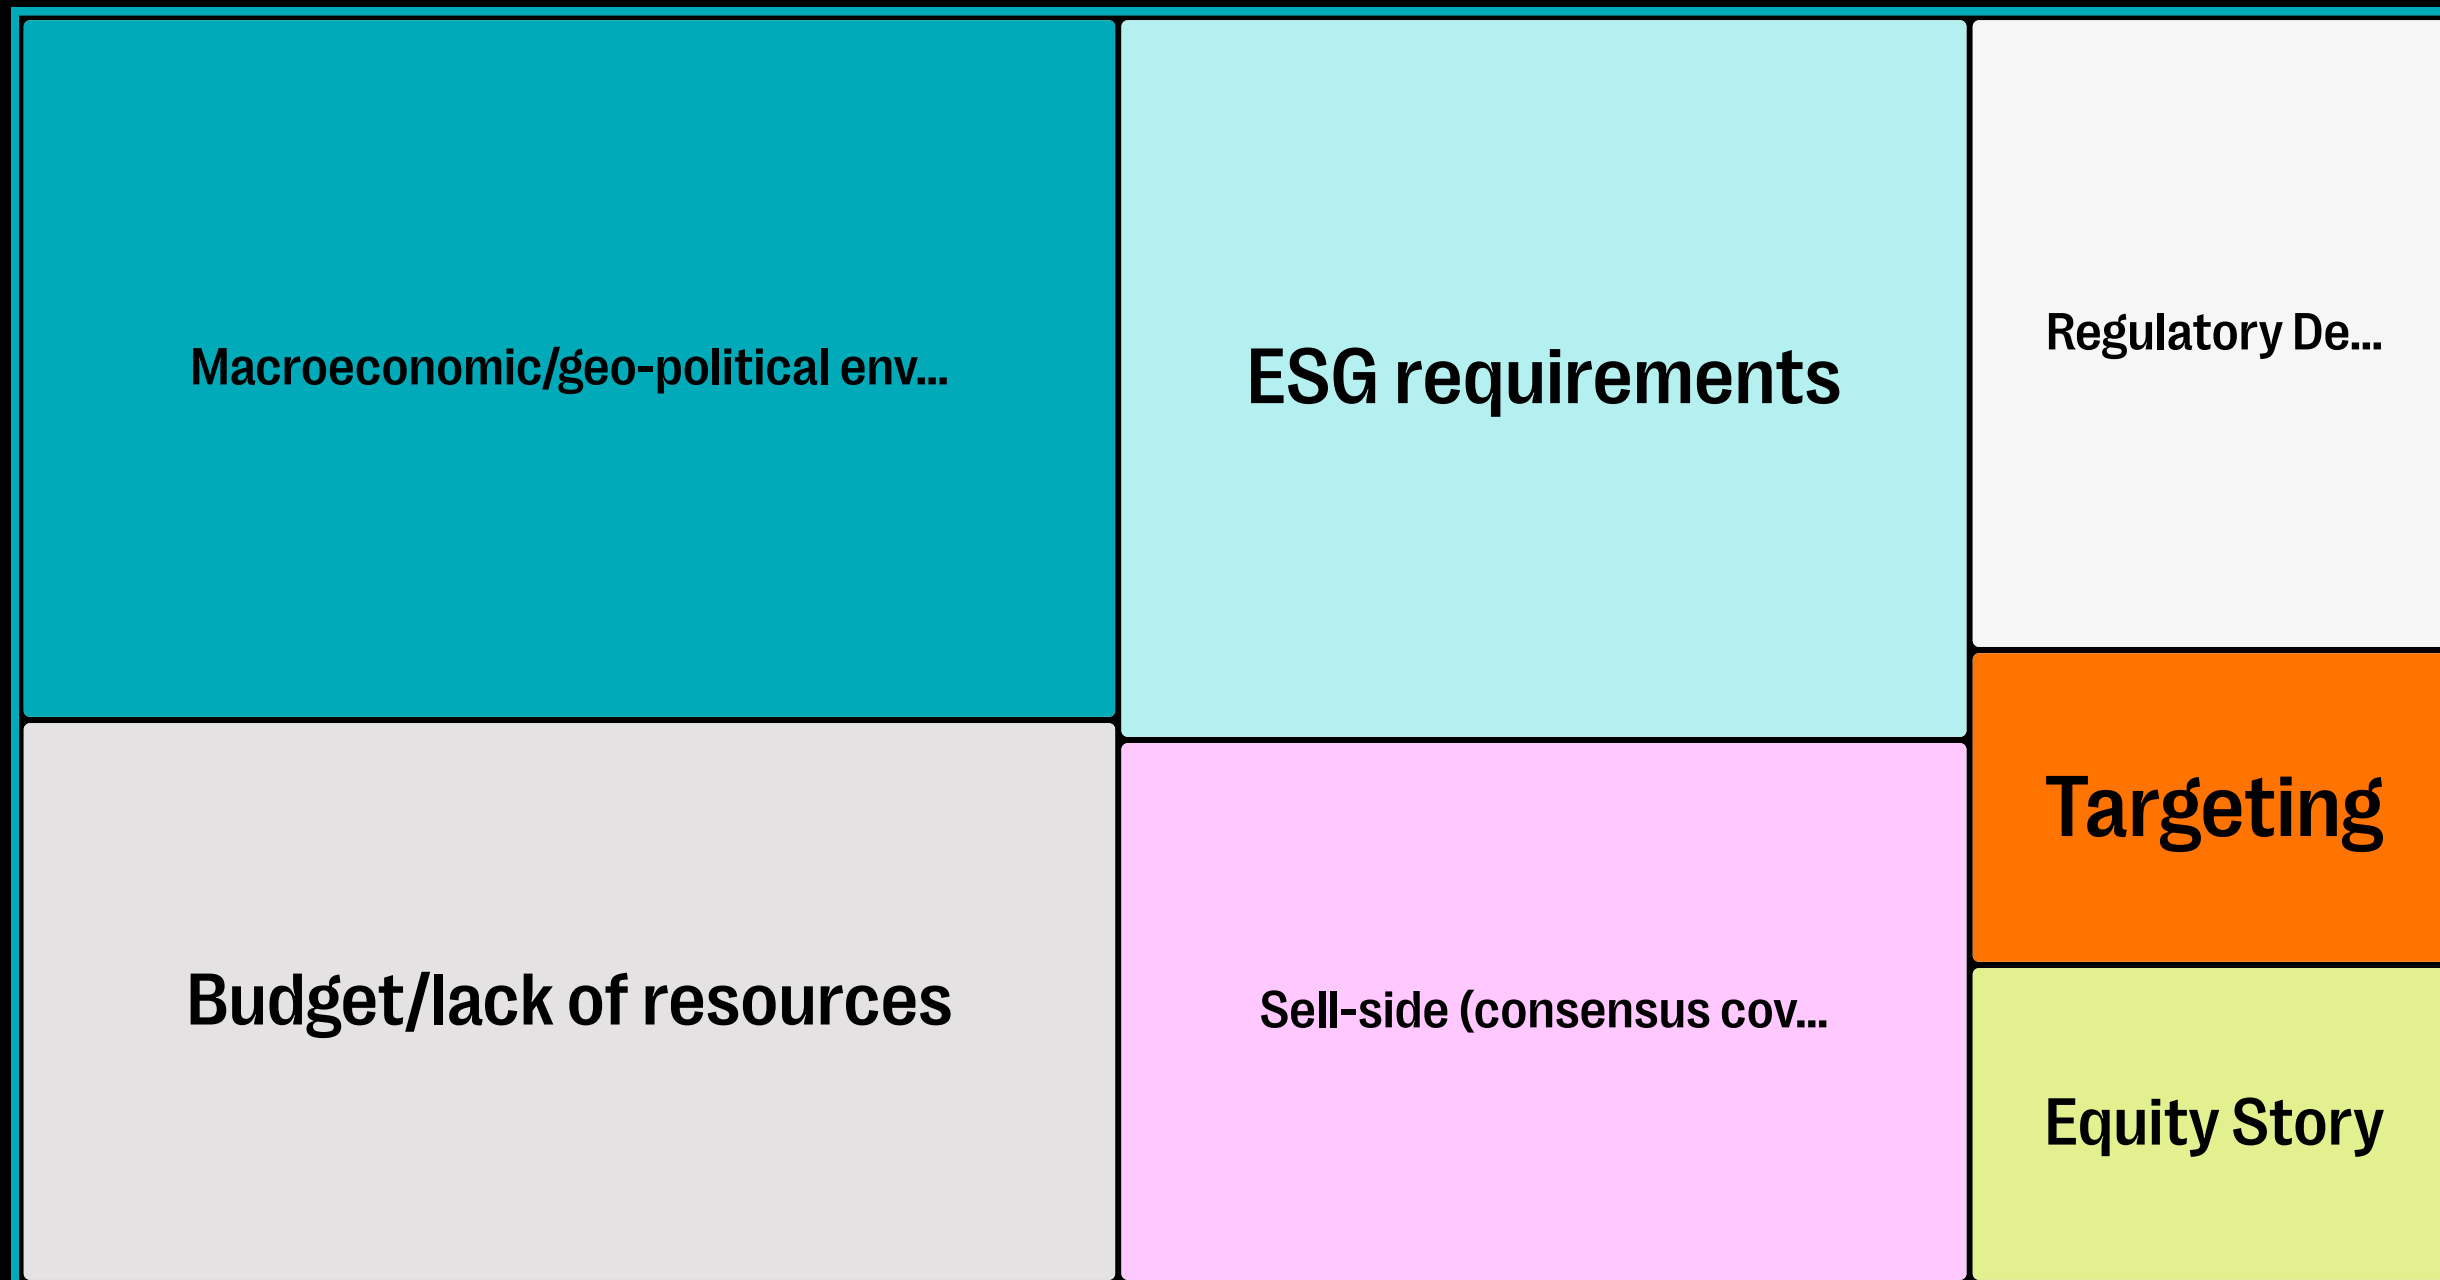 Macroeconomic/geo-political env...
ESG requirements
Regulatory De...
Targeting
Budget/lack of resources
Sell-side (consensus cov...
Equity Story